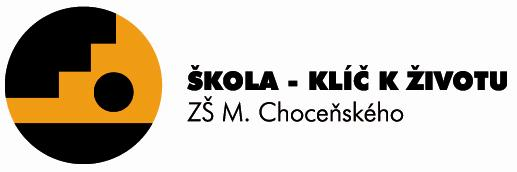 ŠKOLA - KLÍČ K ŽIVOTU
ZŠ M. Choceňského